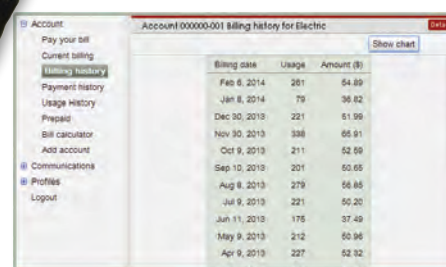 Account
Pay your bill
Current billing
Billing history
Payment history
Usage History
Prepaid
Bill calculator
Add account
Communications
Profiles
Logout
Account 000000-001 Billing history for Electric
Show chart
Billing date Usage Amount ($)
Feb 6, 2014 261 64.89
Jan 8, 2014 79 36.82
Dec 30, 2013 221 51.99
Nov 30, 2013 338 65.91
Oct 9, 2013 211 52.69
Sep 10, 2013 201 50.65
Aug 8, 2013 279 56.85
Jul 9, 2013 221 50.20
Jun 11, 2013 175 37.49
May 9, 2013 212 50.96
Apr 9, 2013 227 52.32